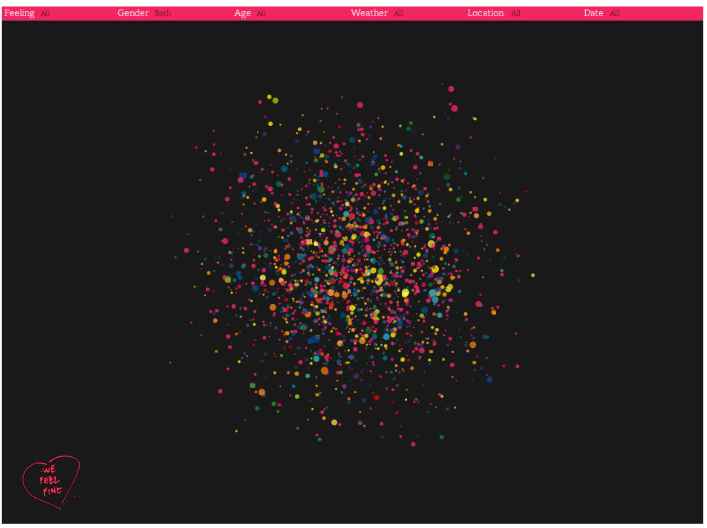 Feeling All Gender Both Age All Weather All Location All Date All
WE
FEEL
FINE